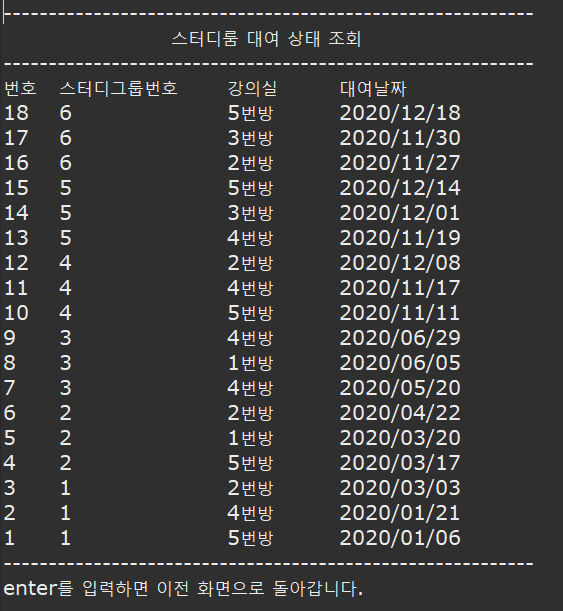 -----------------------------------------------------------
스터디룸 대여 상태 조회
-----------------------------------------------------------
번호 스터디그룹번호 강의실 대여날짜
18 6 5번방 2020/12/18
17 6 3번방 2020/11/30
16 6 2번방 2020/11/27
15 5 5번방 2020/12/14
14 5 3번방 2020/12/01
13 5 4번방 2020/11/19
12 4 2번방 2020/12/08
11 4 4번방 2020/11/17
10 4 5번방 2020/11/11
9 3 4번방 2020/06/29
8 3 1번방 2020/06/05
7 3 4번방 2020/05/20
6 2 2번방 2020/04/22
5 2 1번방 2020/03/20
4 2 5번방 2020/03/17
3 1 2번방 2020/03/03
2 1 4번방 2020/01/21
1 1 5번방 2020/01/06
-----------------------------------------------------------
enter를 입력하면 이전 화면으로 돌아갑니다.